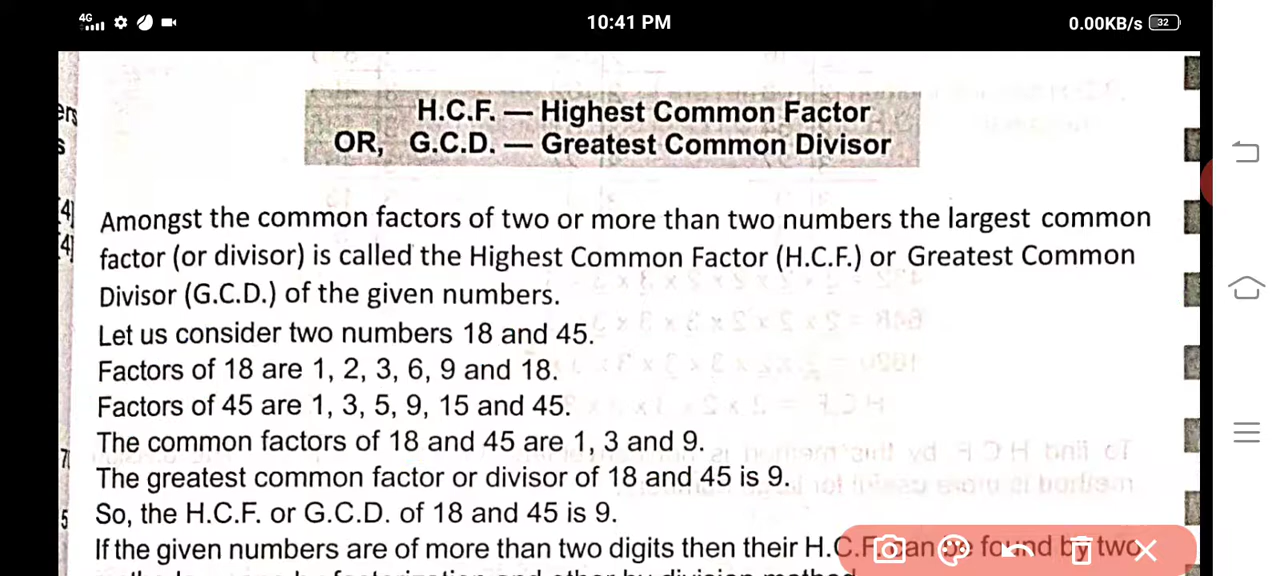 4G 10:41 PM 0.00KB/s 32
H.C.F. — Highest Common Factor
OR, G.C.D. — Greatest Common Divisor
ers
s
4]
4]
Amongst the common factors of two or more than two numbers the largest common
factor (or divisor) is called the Highest Common Factor (H.C.F.) or Greatest Common
Divisor (G.C.D.) of the given numbers.
Let us consider two numbers 18 and 45.
Factors of 18 are 1, 2, 3, 6, 9 and 18.
Factors of 45 are 1, 3, 5, 9, 15 and 45.
The common factors of 18 and 45 are 1, 3 and 9.
7
The greatest common factor or divisor of 18 and 45 is 9.
5
So, the H.C.F. or G.C.D. of 18 and 45 is 9.
If the given numbers are of more than two digits then their H.C.F. can be found by two